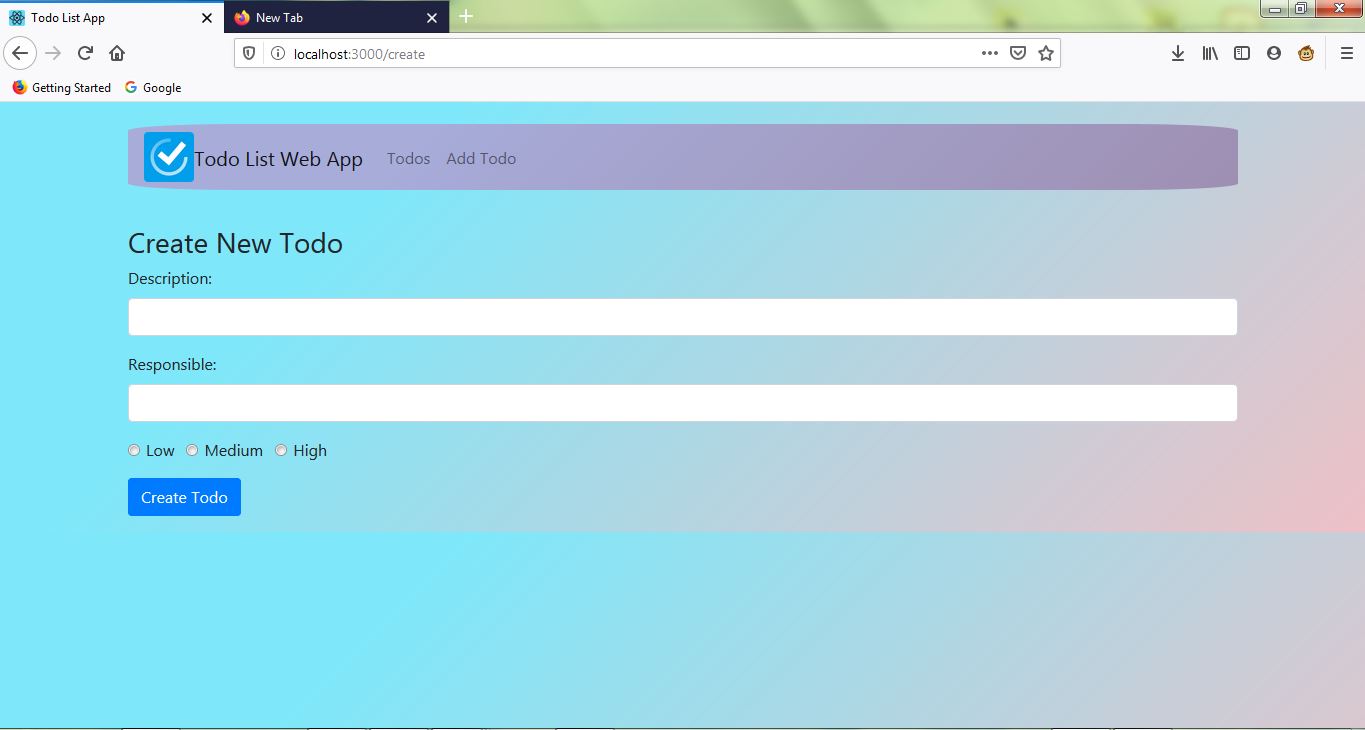 Todo List App
New Tab
localhost:3000/create
Getting Started
Google
Todo List Web App
Todos
Add Todo
Create New Todo
Description:
Responsible:
Low
Medium
High
Create Todo